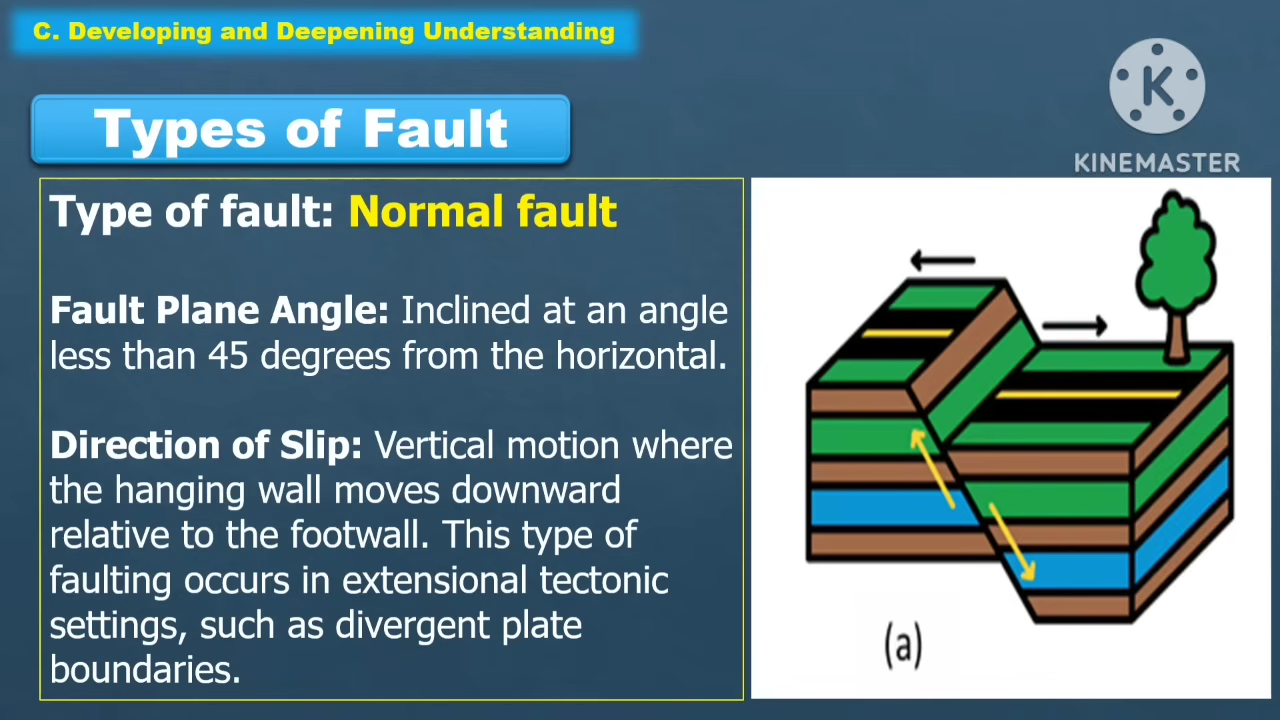 C. Developing and Deepening Understanding
Types of Fault
KINEMASTER
Type of fault: Normal fault
Fault Plane Angle: Inclined at an angle
less than 45 degrees from the horizontal.
Direction of Slip: Vertical motion where
the hanging wall moves downward
relative to the footwall. This type of
faulting occurs in extensional tectonic
settings, such as divergent plate
boundaries.
(a)